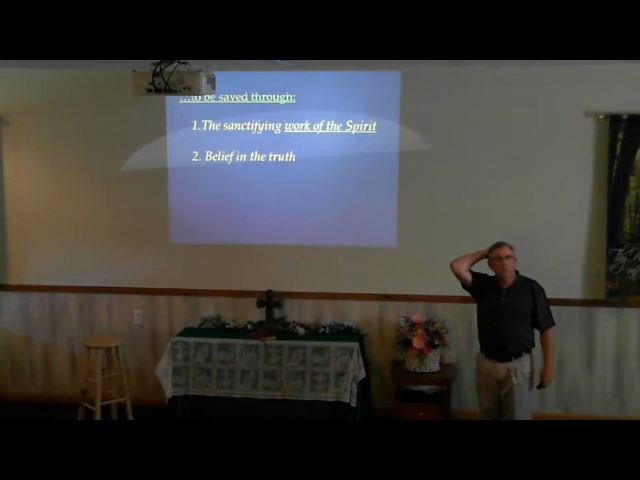 ...to be saved through:
1.The sanctifying work of the Spirit
2. Belief in the truth